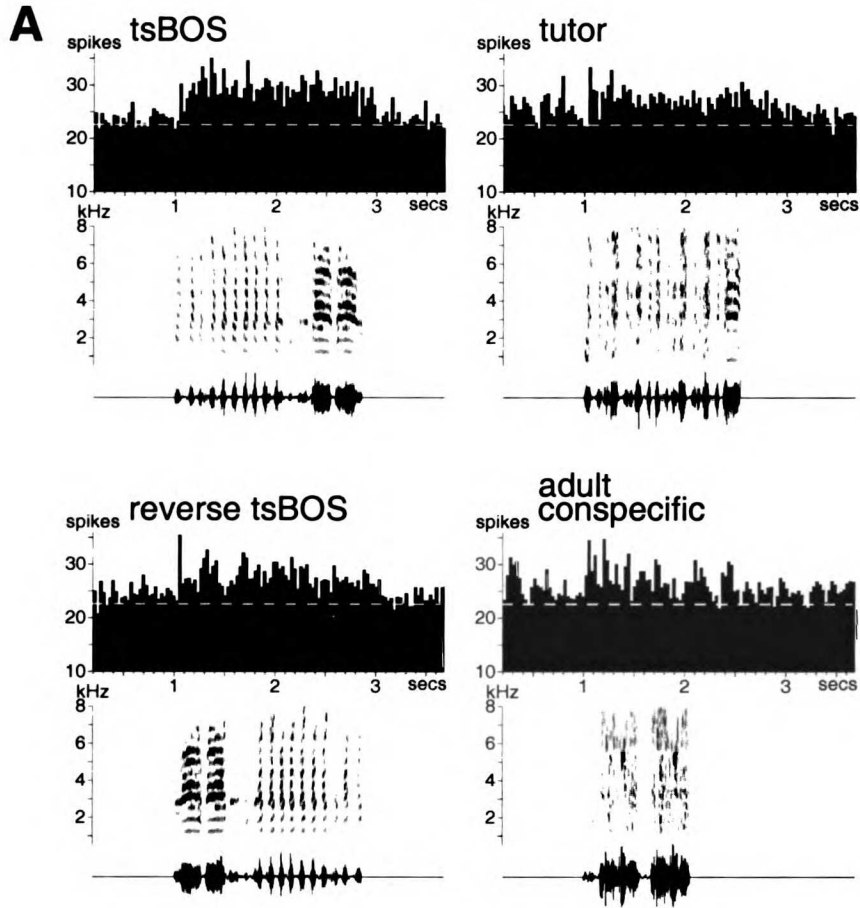 A
tsBOS
spikes
30
20
10
1 2 3 secs
kHz
8
6
4
2
tutor
spikes
30
20
10
1 2 3 secs
kHz
8
6
4
2
reverse tsBOS
spikes
30
20
10
1 2 3 secs
kHz
8
6
4
2
adult
conspecific
spikes
30
20
10
1 2 3 secs
kHz
8
6
4
2